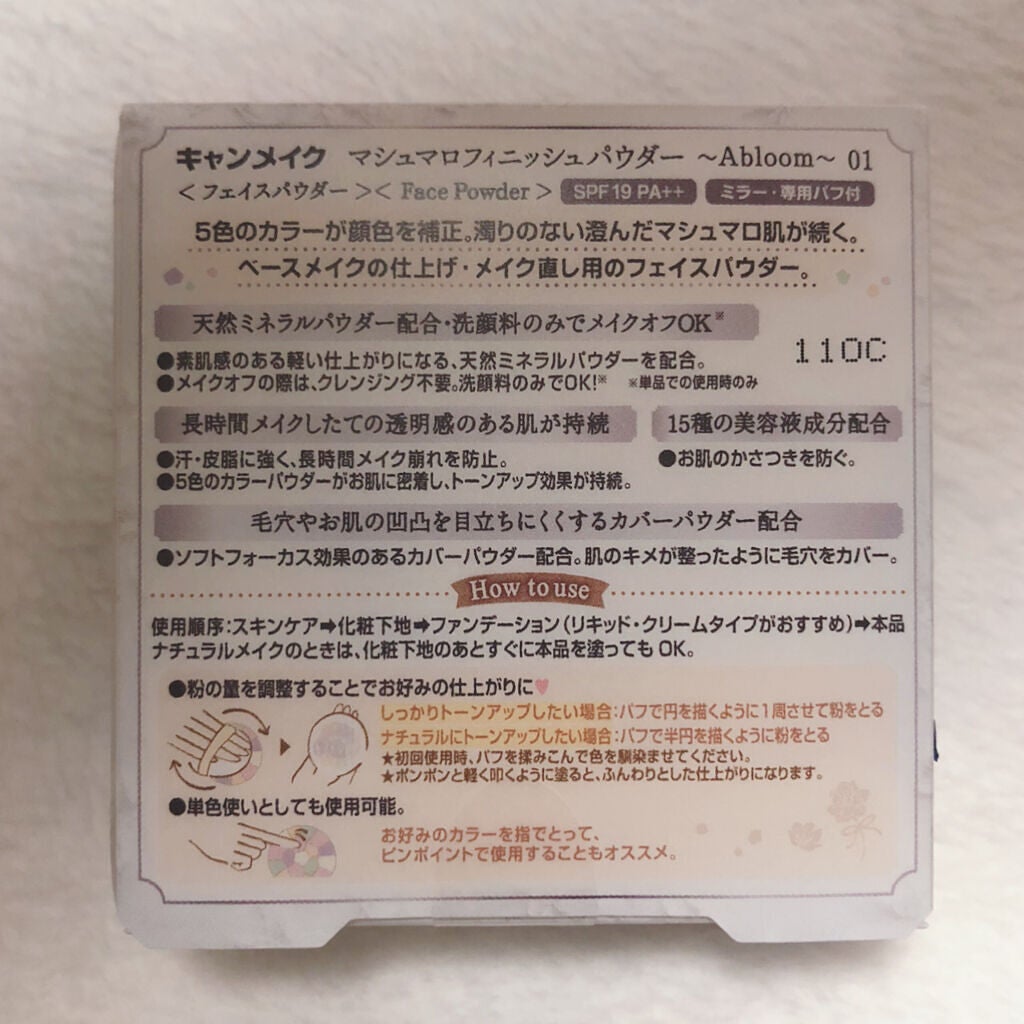 キャンメイク マシュマロフィニッシュパウダー ～Abloom～ 01
＜フェイスパウダー＞＜Face Powder＞ SPF19 PA++ ミラー・専用パフ付
5色のカラーが顔色を補正。濁りのない澄んだマシュマロ肌が続く。
ベースメイクの仕上げ・メイク直し用のフェイスパウダー。
天然ミネラルパウダー配合・洗顔料のみでメイクオフOK※
110C
●素肌感のある軽い仕上がりになる、天然ミネラルパウダーを配合。
●メイクオフの際は、クレンジング不要。洗顔料のみでOK!※ ※単品での使用時のみ
長時間メイクしたての透明感のある肌が持続
●汗・皮脂に強く、長時間メイク崩れを防止。
●5色のカラーパウダーがお肌に密着し、トーンアップ効果が持続。
15種の美容液成分配合
●お肌のかさつきを防ぐ。
毛穴やお肌の凹凸を目立ちにくくするカバーパウダー配合
●ソフトフォーカス効果のあるカバーパウダー配合。肌のキメが整ったように毛穴をカバー。
How to use
使用順序：スキンケア➡化粧下地➡ファンデーション（リキッド・クリームタイプがおすすめ）➡本品
ナチュラルメイクのときは、化粧下地のあとすぐに本品を塗ってもOK。
●粉の量を調整することでお好みの仕上がりに♥
しっかりトーンアップしたい場合：パフで円を描くように1周させて粉をとる
ナチュラルにトーンアップしたい場合：パフで半円を描くように粉をとる
★初回使用時、パフを揉みこんで色を馴染ませてください。
★ポンポンと軽く叩くように塗ると、ふんわりとした仕上がりになります。
●単色使いとしても使用可能。
お好みのカラーを指でとって、
ピンポイントで使用することもオススメ。